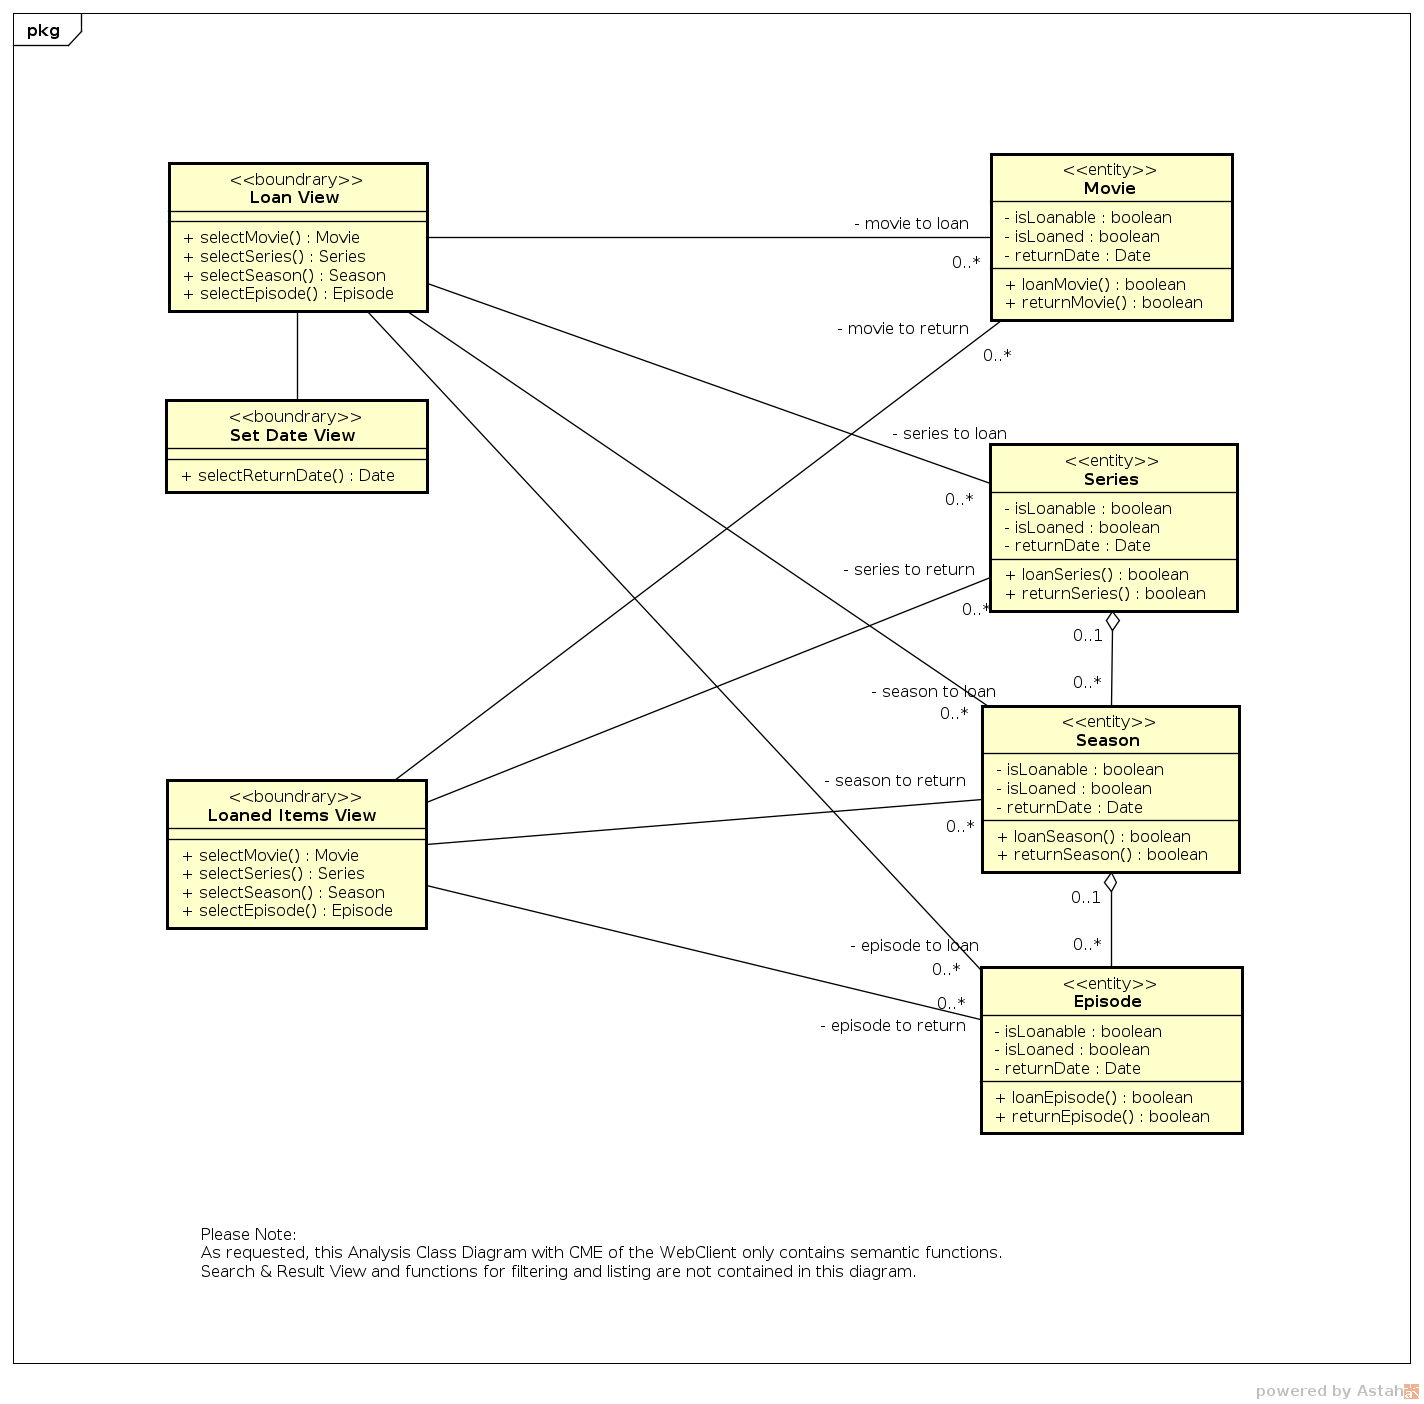 pkg
<<boundrary>>
Loan View
+ selectMovie() : Movie
+ selectSeries() : Series
+ selectSeason() : Season
+ selectEpisode() : Episode
<<entity>>
Movie
- isLoanable : boolean
- isLoaned : boolean
- returnDate : Date
+ loanMovie() : boolean
+ returnMovie() : boolean
- movie to loan
0..*
- movie to return
0..*
<<boundrary>>
Set Date View
+ selectReturnDate() : Date
- series to loan
0..*
<<entity>>
Series
- isLoanable : boolean
- isLoaned : boolean
- returnDate : Date
+ loanSeries() : boolean
+ returnSeries() : boolean
- series to return
0..*
0..1
0..*
- season to loan
0..*
<<entity>>
Season
- isLoanable : boolean
- isLoaned : boolean
- returnDate : Date
+ loanSeason() : boolean
+ returnSeason() : boolean
- season to return
0..*
<<boundrary>>
Loaned Items View
+ selectMovie() : Movie
+ selectSeries() : Series
+ selectSeason() : Season
+ selectEpisode() : Episode
0..1
0..*
- episode to loan
0..*
0..*
- episode to return
<<entity>>
Episode
- isLoanable : boolean
- isLoaned : boolean
- returnDate : Date
+ loanEpisode() : boolean
+ returnEpisode() : boolean
Please Note:
As requested, this Analysis Class Diagram with CME of the WebClient only contains semantic functions.
Search & Result View and functions for filtering and listing are not contained in this diagram.
powered by Astah